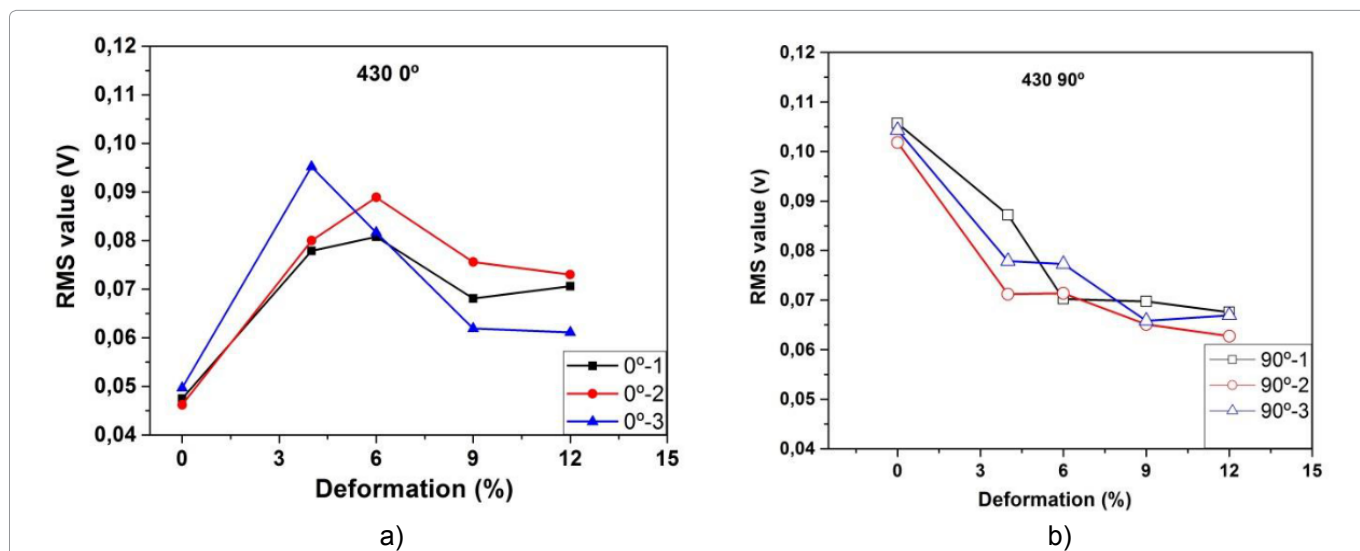 430 0º
RMS value (V)
0,12
0,11
0,10
0,09
0,08
0,07
0,06
0,05
0,04
0 3 6 9 12 15
Deformation (%)
0º-1
0º-2
0º-3
a)
430 90º
RMS value (v)
0,12
0,11
0,10
0,09
0,08
0,07
0,06
0,05
0,04
0 3 6 9 12 15
Deformation (%)
90º-1
90º-2
90º-3
b)